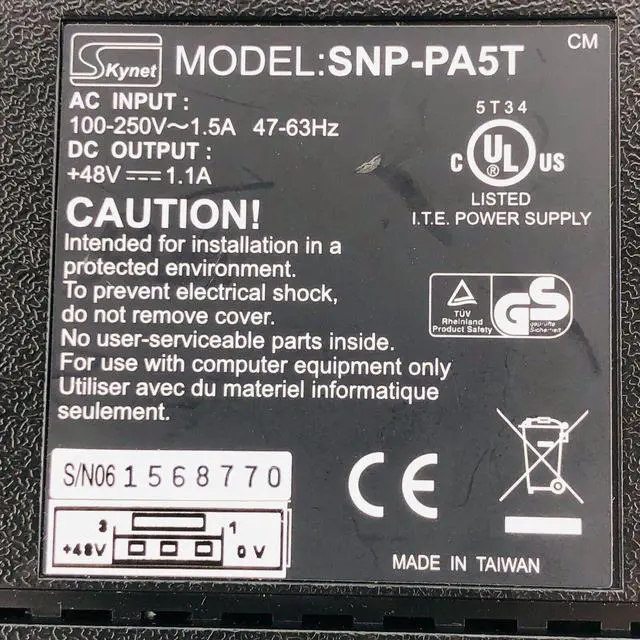 SKynet
MODEL:SNP-PA5T
CM
AC INPUT :
100-250V~1.5A 47-63Hz
DC OUTPUT :
+48V⎓1.1A
5T34
C UL US
®
LISTED
I.T.E. POWER SUPPLY
CAUTION!
Intended for installation in a
protected environment.
To prevent electrical shock,
do not remove cover.
No user-serviceable parts inside.
For use with computer equipment only
Utiliser avec du materiel informatique
seulement.
TÜV
Rheinland
Product Safety
GS
geprüfte
Sicherheit
S/N06 1568770
3 1
+48V 0 V
CE
MADE IN TAIWAN